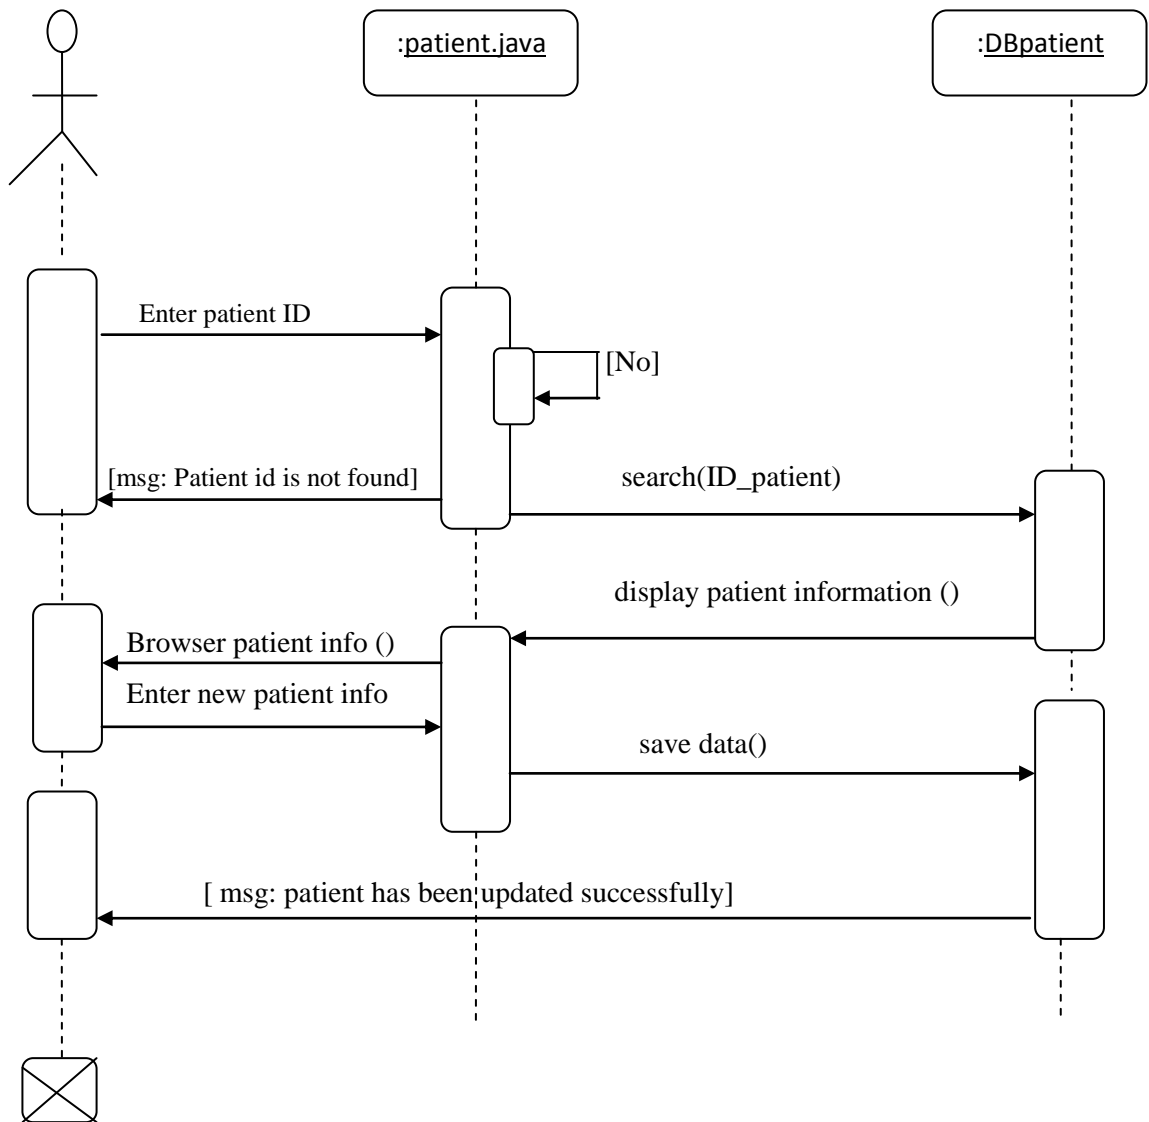 :patient.java
:DBpatient
Enter patient ID
[No]
[msg: Patient id is not found]
search(ID_patient)
display patient information ()
Browser patient info ()
Enter new patient info
save data()
[ msg: patient has been updated successfully]